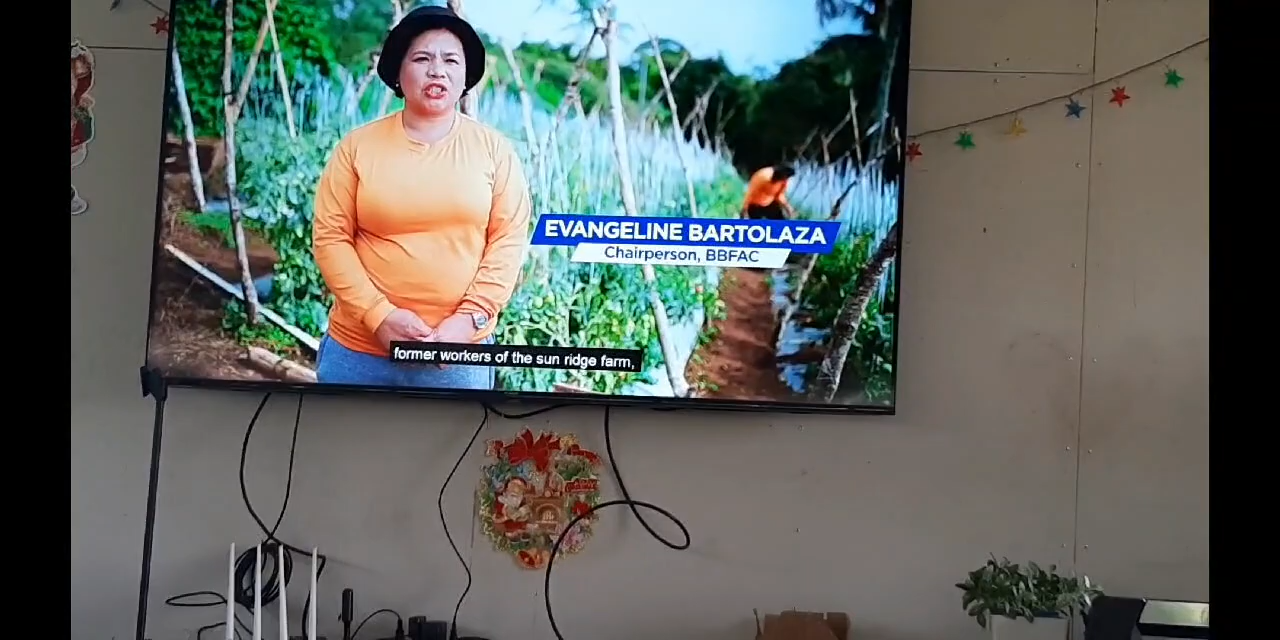 EVANGELINE BARTOLAZA
Chairperson, BBFAC
former workers of the sun ridge farm,